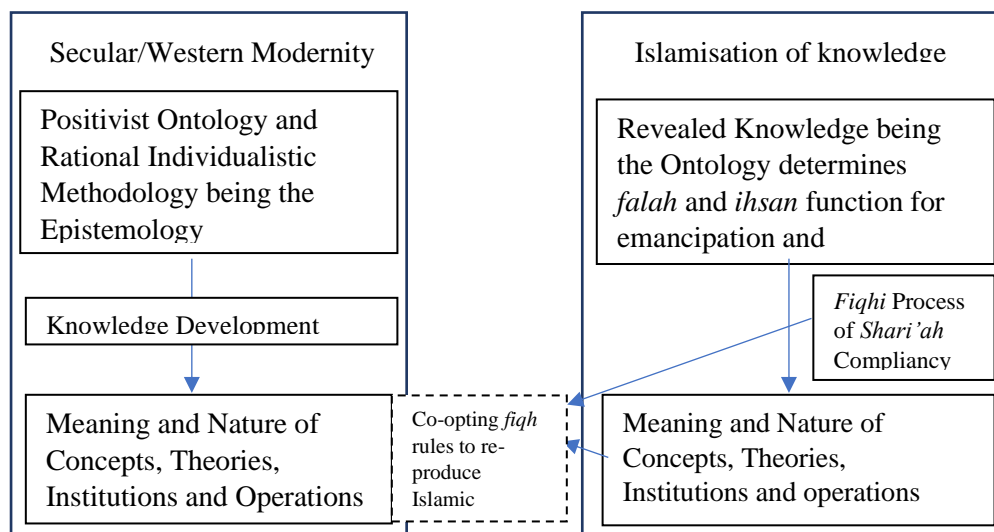 Secular/Western Modernity
Positivist Ontology and
Rational Individualistic
Methodology being the
Epistemology
Knowledge Development
Meaning and Nature of
Concepts, Theories,
Institutions and Operations
Co-opting fiqh
rules to re-
produce
Islamic
Islamisation of knowledge
Revealed Knowledge being
the Ontology determines
falah and ihsan function for
emancipation and
Fiqhi Process
of Shari’ah
Compliancy
Meaning and Nature of
Concepts, Theories,
Institutions and operations